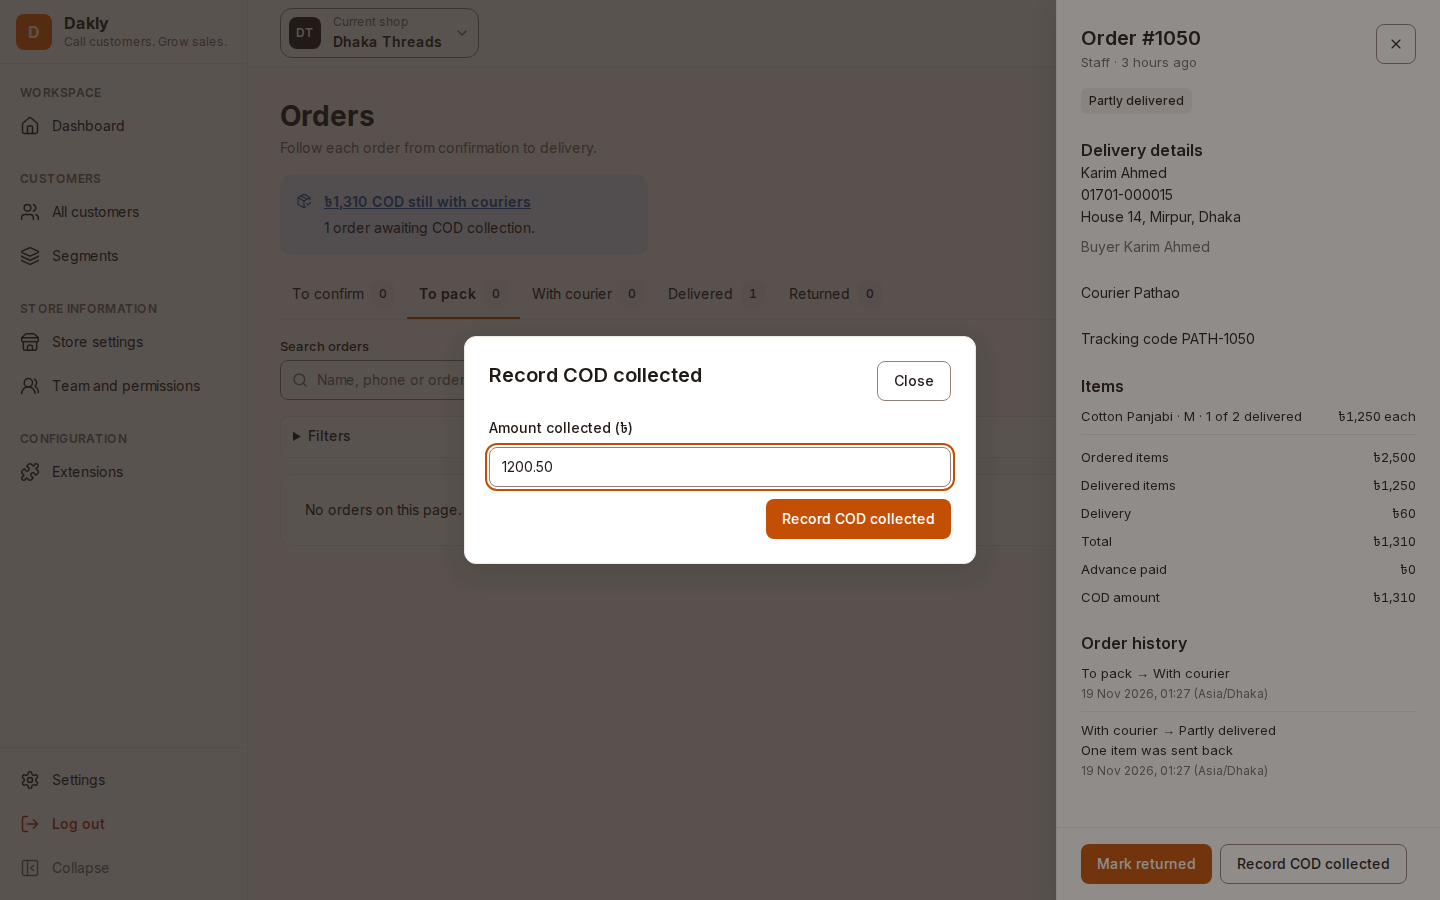 D
Dakly
Call customers. Grow sales.
WORKSPACE
Dashboard
CUSTOMERS
All customers
Segments
STORE INFORMATION
Store settings
Team and permissions
CONFIGURATION
Extensions
Settings
Log out
Collapse
DT
Current shop
Dhaka Threads
Orders
Follow each order from confirmation to delivery.
৳1,310 COD still with couriers
1 order awaiting COD collection.
To confirm 0 To pack 0 With courier 0 Delivered 1 Returned 0
Search orders
Name, phone or order
Filters
No orders on this page.
Record COD collected
Close
Amount collected (৳)
1200.50
Record COD collected
Order #1050
Staff · 3 hours ago
Partly delivered
Delivery details
Karim Ahmed
01701-000015
House 14, Mirpur, Dhaka
Buyer Karim Ahmed
Courier Pathao
Tracking code PATH-1050
Items
Cotton Panjabi · M · 1 of 2 delivered ৳1,250 each
Ordered items ৳2,500
Delivered items ৳1,250
Delivery ৳60
Total ৳1,310
Advance paid ৳0
COD amount ৳1,310
Order history
To pack → With courier
19 Nov 2026, 01:27 (Asia/Dhaka)
With courier → Partly delivered
One item was sent back
19 Nov 2026, 01:27 (Asia/Dhaka)
Mark returned
Record COD collected